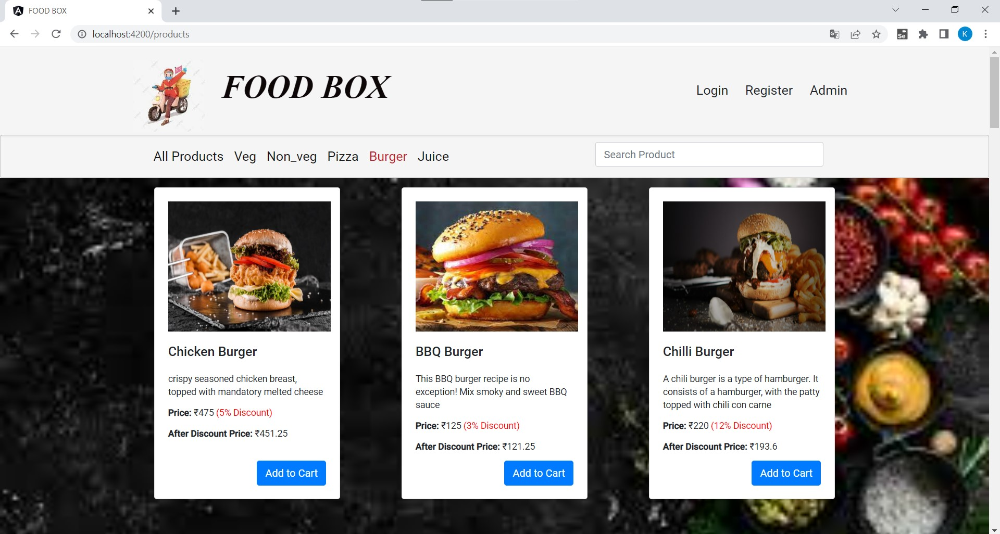 FOOD BOX
localhost:4200/products
Se
K
FOOD BOX
Login Register Admin
All Products Veg Non_veg Pizza Burger Juice
Search Product
Chicken Burger
crispy seasoned chicken breast,
topped with mandatory melted cheese
Price: ₹475 (5% Discount)
After Discount Price: ₹451.25
Add to Cart
BBQ Burger
This BBQ burger recipe is no
exception! Mix smoky and sweet BBQ
sauce
Price: ₹125 (3% Discount)
After Discount Price: ₹121.25
Add to Cart
Chilli Burger
A chili burger is a type of hamburger. It
consists of a hamburger, with the patty
topped with chili con carne
Price: ₹220 (12% Discount)
After Discount Price: ₹193.6
Add to Cart